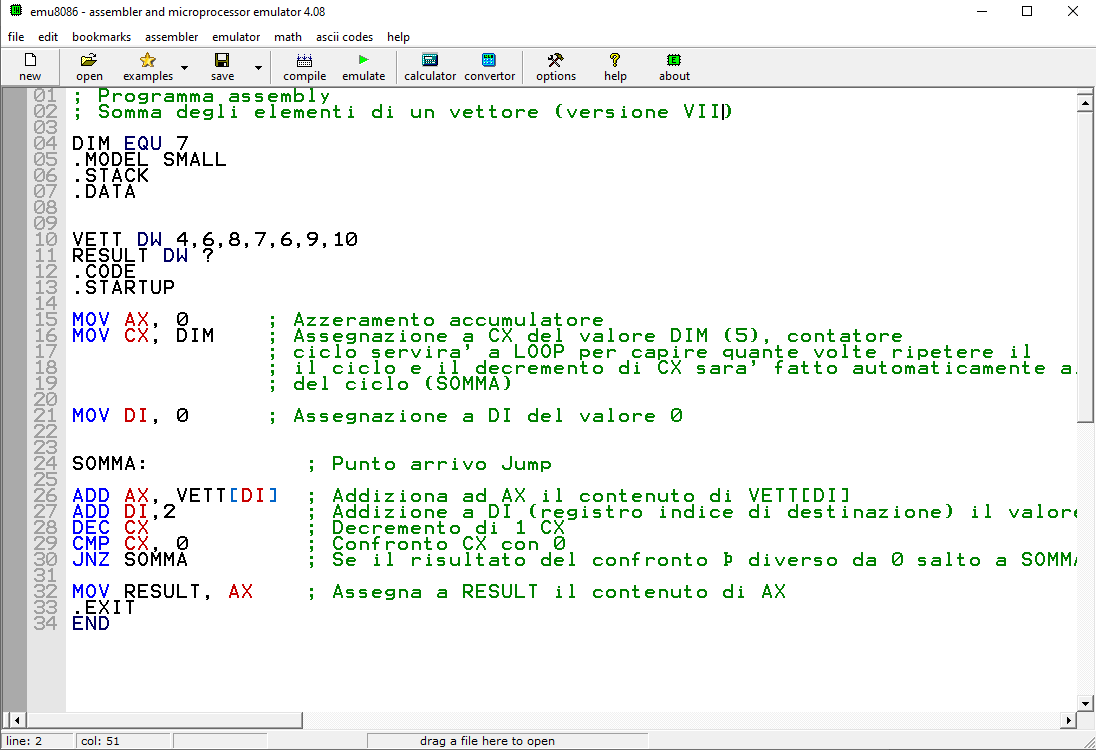 emu8086 - assembler and microprocessor emulator 4.08
file edit bookmarks assembler emulator math ascii codes help
new open examples save compile emulate calculator convertor options help about
01 ; Programma assembly
02 ; Somma degli elementi di un vettore (versione VII)
03
04 DIM EQU 7
05 .MODEL SMALL
06 .STACK
07 .DATA
08
09
10 VETT DW 4,6,8,7,6,9,10
11 RESULT DW ?
12 .CODE
13 .STARTUP
14
15 MOV AX, 0 ; Azzeramento accumulatore
16 MOV CX, DIM ; Assegnazione a CX del valore DIM (5), contatore
17 ; ciclo servira' a LOOP per capire quante volte ripetere il
18 ; il ciclo e il decremento di CX sara' fatto automaticamente a
19 ; del ciclo (SOMMA)
20
21 MOV DI, 0 ; Assegnazione a DI del valore 0
22
23
24 SOMMA: ; Punto arrivo Jump
25
26 ADD AX, VETT[DI] ; Addiziona ad AX il contenuto di VETT[DI]
27 ADD DI,2 ; Addizione a DI (registro indice di destinazione) il valore
28 DEC CX ; Decremento di 1 CX
29 CMP CX, 0 ; Confronto CX con 0
30 JNZ SOMMA ; Se il risultato del confronto Þ diverso da 0 salto a SOMMA
31
32 MOV RESULT, AX ; Assegna a RESULT il contenuto di AX
33 .EXIT
34 END
line: 2 col: 51 drag a file here to open